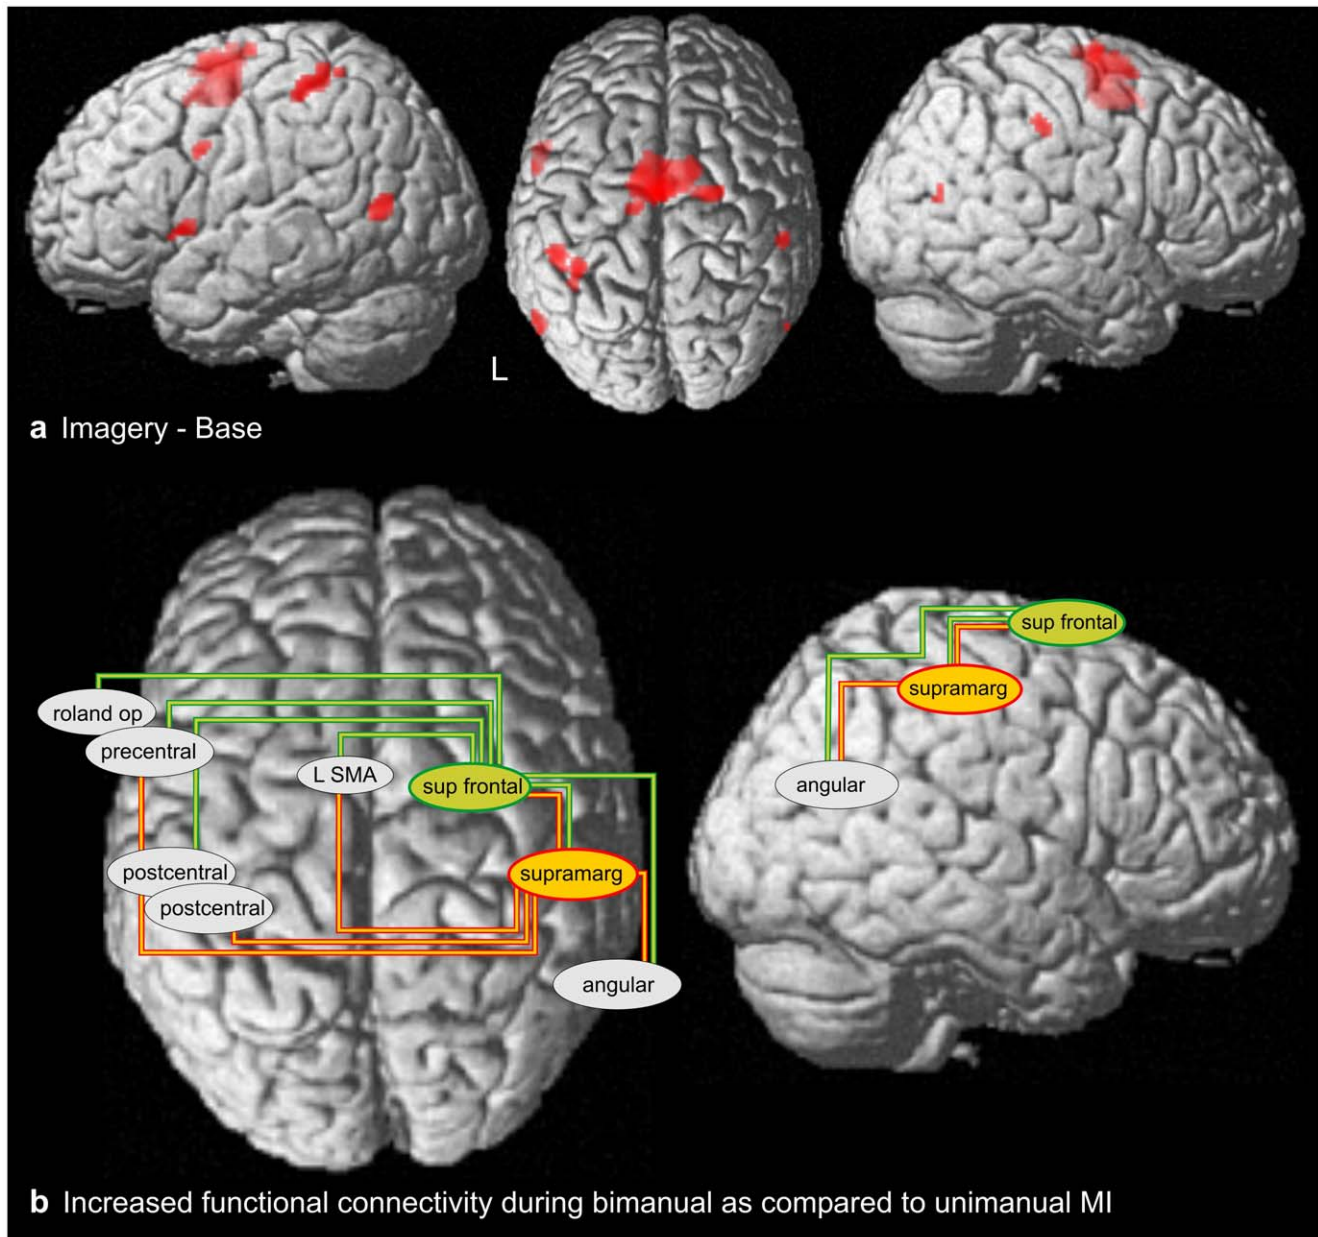 L
a Imagery - Base
sup frontal
roland op
supramarg
precentral
L SMA
sup frontal
angular
postcentral
supramarg
postcentral
angular
b Increased functional connectivity during bimanual as compared to unimanual MI